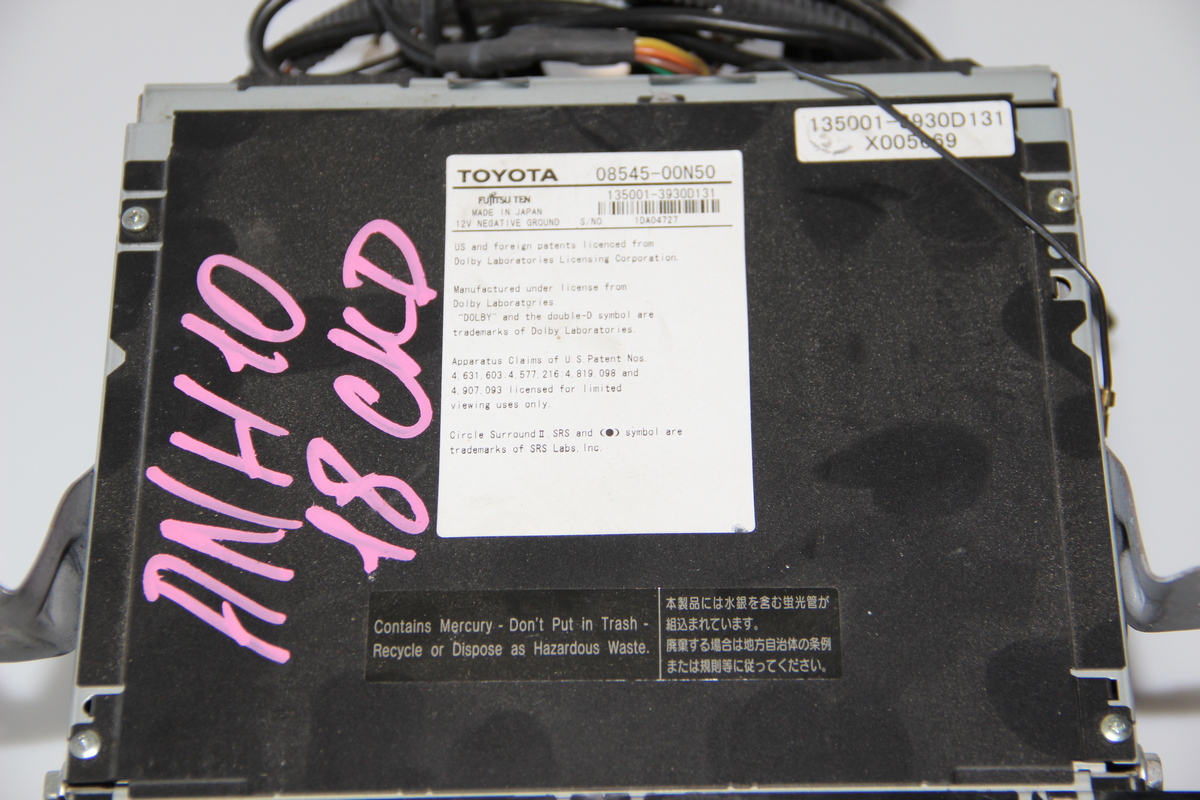 135001-3930D131
X005669
TOYOTA 08545-00N50
FUJITSU TEN 135001-3930D131
MADE IN JAPAN
12V NEGATIVE GROUND S/NO 1DA04727
US and foreign patents licenced from
Dolby Laboratories Licensing Corporation.
Manufactured under license from
Dolby Laboratories.
"DOLBY" and the double-D symbol are
trademarks of Dolby Laboratories.
Apparatus Claims of U.S.Patent Nos.
4,631,603;4,577,216;4,819,098 and
4,907,093 licensed for limited
viewing uses only.
Circle Surround Ⅱ, SRS and (●) symbol are
trademarks of SRS Labs, Inc.
ANH10
18 СКД
Contains Mercury - Don't Put in Trash -
Recycle or Dispose as Hazardous Waste.
本製品には水銀を含む蛍光管が
組込まれています。
廃棄する場合は地方自治体の条例
または規則等に従ってください。